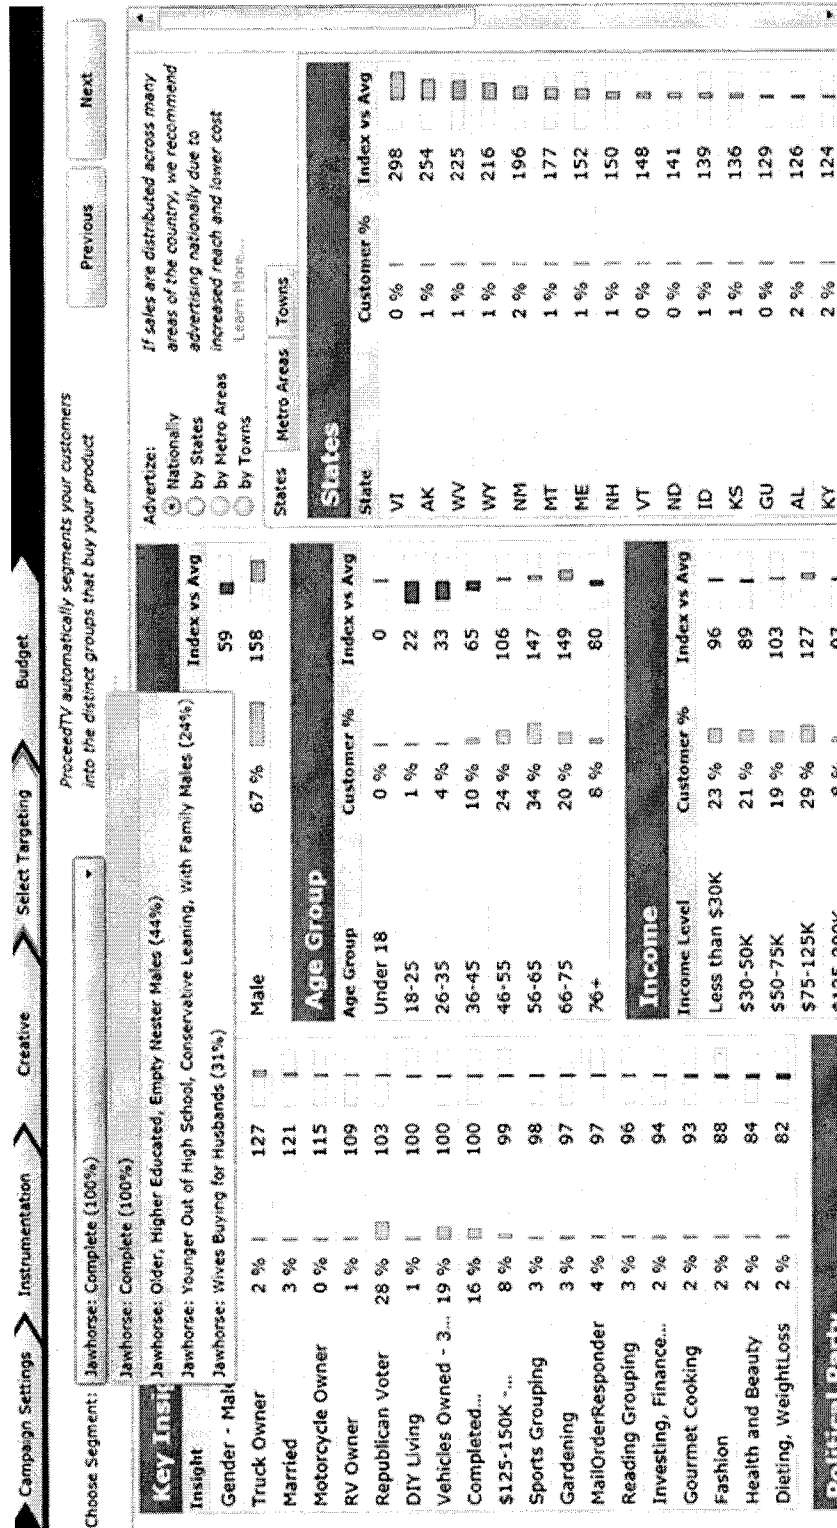 Campaign Settings Instrumentation Creative Select Targeting Budget
Choose Segment: Jawhorse: Complete (100%)
Jawhorse: Complete (100%)
Jawhorse: Older, Higher Educated, Empty Nester Males (44%)
Jawhorse: Younger Out of High School, Conservative Leaning, With Family Males (24%)
Jawhorse: Wives Buying for Husbands (31%)
ProceedTV automatically segments your customers
into the distinct groups that buy your product
Previous Next
Key Insi
Insight
Gender - Male
Truck Owner 2 % 127
Married 3 % 121
Motorcycle Owner 0 % 115
RV Owner 1 % 109
Republican Voter 28 % 103
DIY Living 1 % 100
Vehicles Owned - 3... 19 % 100
Completed... 16 % 100
$125-150K -... 8 % 99
Sports Grouping 3 % 98
Gardening 3 % 97
MailOrderResponder 4 % 97
Reading Grouping 3 % 96
Investing, Finance... 2 % 94
Gourmet Cooking 2 % 93
Fashion 2 % 88
Health and Beauty 2 % 84
Dieting, WeightLoss 2 % 82
Political Party
Index vs Avg
59
Male 67 % 158
Age Group
Age Group Customer % Index vs Avg
Under 18 0 % 0
18-25 1 % 22
26-35 4 % 33
36-45 10 % 65
46-55 24 % 106
56-65 34 % 147
66-75 20 % 149
76+ 8 % 80
Income
Income Level Customer % Index vs Avg
Less than $30K 23 % 96
$30-50K 21 % 89
$50-75K 19 % 103
$75-125K 29 % 127
Advertize:
Nationally
by States
by Metro Areas
by Towns
If sales are distributed across many
areas of the country, we recommend
advertising nationally due to
increased reach and lower cost
Learn More...
States Metro Areas Towns
States
State Customer % Index vs Avg
VI 0 % 298
AK 1 % 254
WV 1 % 225
WY 1 % 216
NM 2 % 196
MT 1 % 177
ME 1 % 152
NH 1 % 150
VT 0 % 148
ND 0 % 141
ID 1 % 139
KS 1 % 136
GU 0 % 129
AL 2 % 126
KY 2 % 124